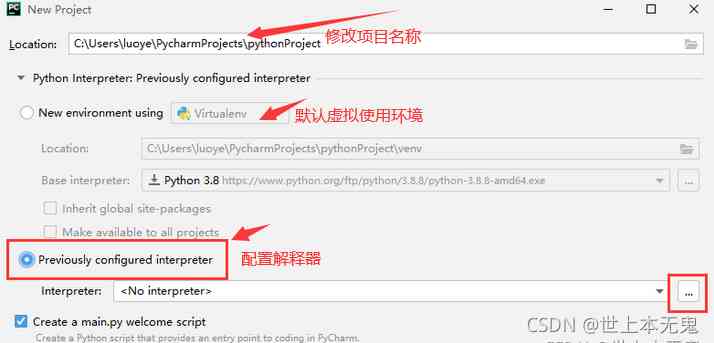 PC New Project
Location: C:\Users\luoye\PycharmProjects\pythonProject 修改项目名称
Python Interpreter: Previously configured interpreter
New environment using Virtualenv 默认虚拟使用环境
Location: C:\Users\luoye\PycharmProjects\pythonProject\venv
Base interpreter: Python 3.8 https://www.python.org/ftp/python/3.8.8/python-3.8.8-amd64.exe ...
Inherit global site-packages
Make available to all projects
Previously configured interpreter 配置解释器
Interpreter: <No interpreter> ...
Create a main.py welcome script
Create a Python script that provides an entry point to coding in PyCharm.
CSDN @世上本无鬼